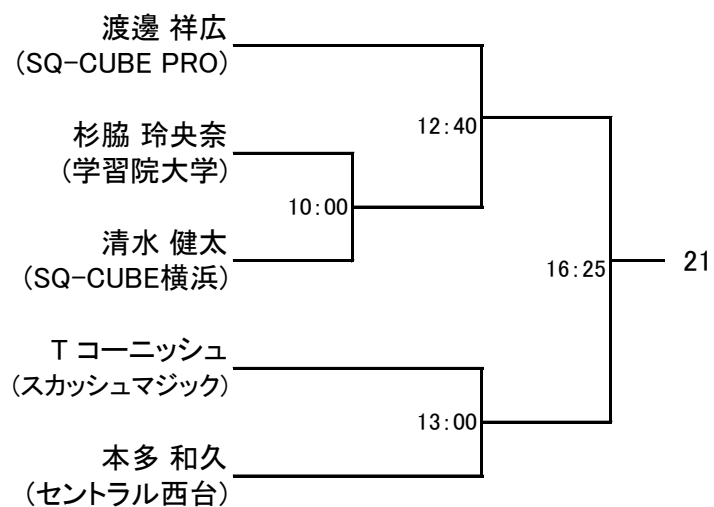 渡邊 祥広
(SQ-CUBE PRO)
12:40
杉脇 玲央奈
(学習院大学)
10:00
清水 健太
(SQ-CUBE横浜)
16:25
21
T コーニッシュ
(スカッシュマジック)
13:00
本多 和久
(セントラル西台)